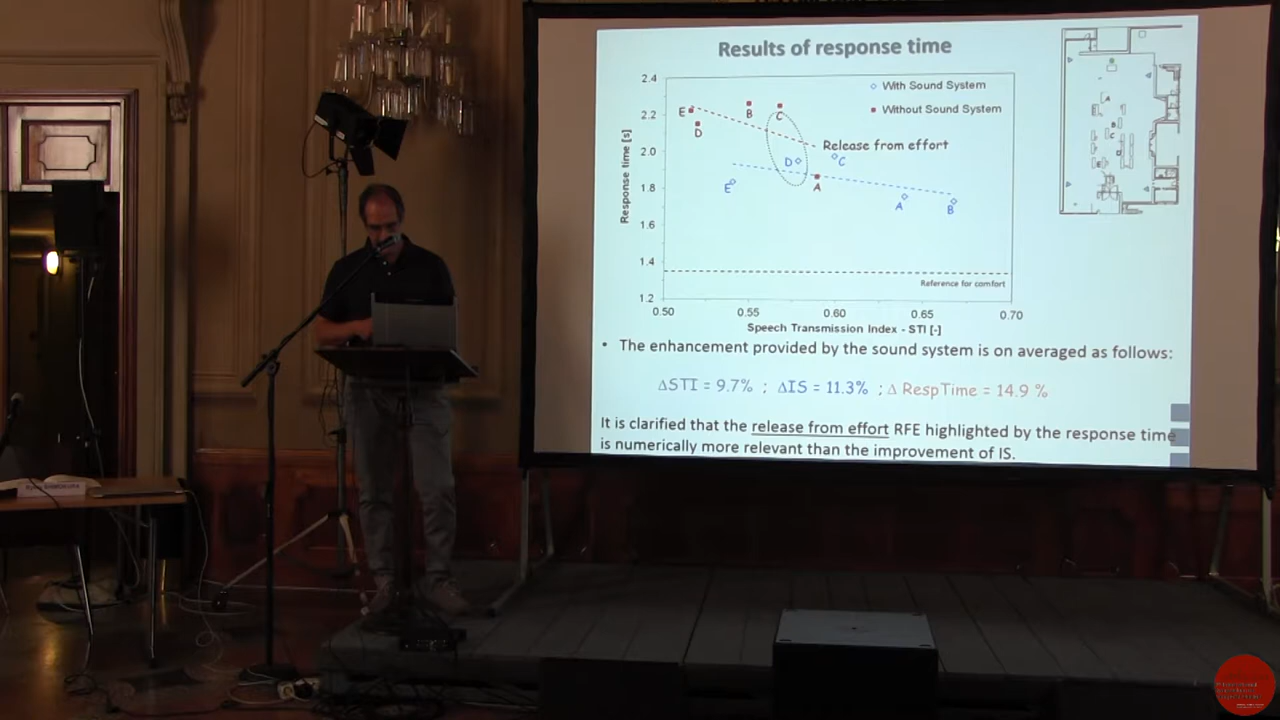 Results of response time
2.4
2.2
2.0
1.8
1.6
1.4
1.2
Response time [s]
With Sound System
Without Sound System
E
D
B
C
Release from effort
D
C
E
A
A
B
Reference for comfort
0.50
0.55
0.60
0.65
0.70
Speech Transmission Index - STI [-]
• The enhancement provided by the sound system is on averaged as follows:
ΔSTI = 9.7% ; ΔIS = 11.3% ; Δ RespTime = 14.9 %
It is clarified that the release from effort RFE highlighted by the response time
is numerically more relevant than the improvement of IS.